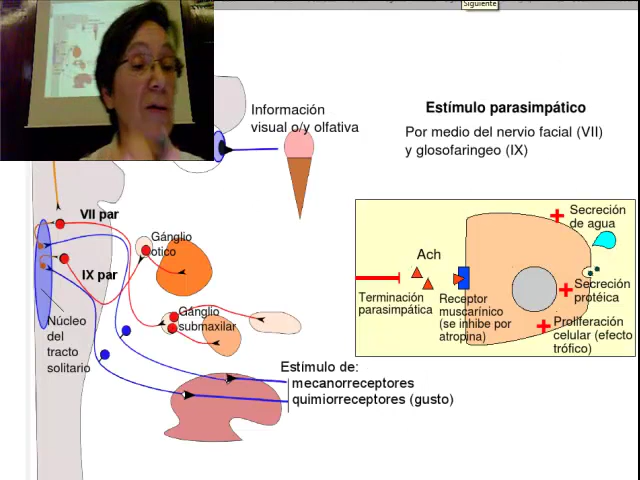 Siguiente
Información
visual o/y olfativa
Estímulo parasimpático
Por medio del nervio facial (VII)
y glosofaringeo (IX)
VII par
Gánglio
otico
IX par
Gánglio
submaxilar
Núcleo
del
tracto
solitario
Estímulo de:
mecanorreceptores
quimiorreceptores (gusto)
Secreción
de agua
Ach
Secreción
protéica
Terminación
parasimpática
Receptor
muscarínico
(se inhibe por
atropina)
Proliferación
celular (efecto
trófico)